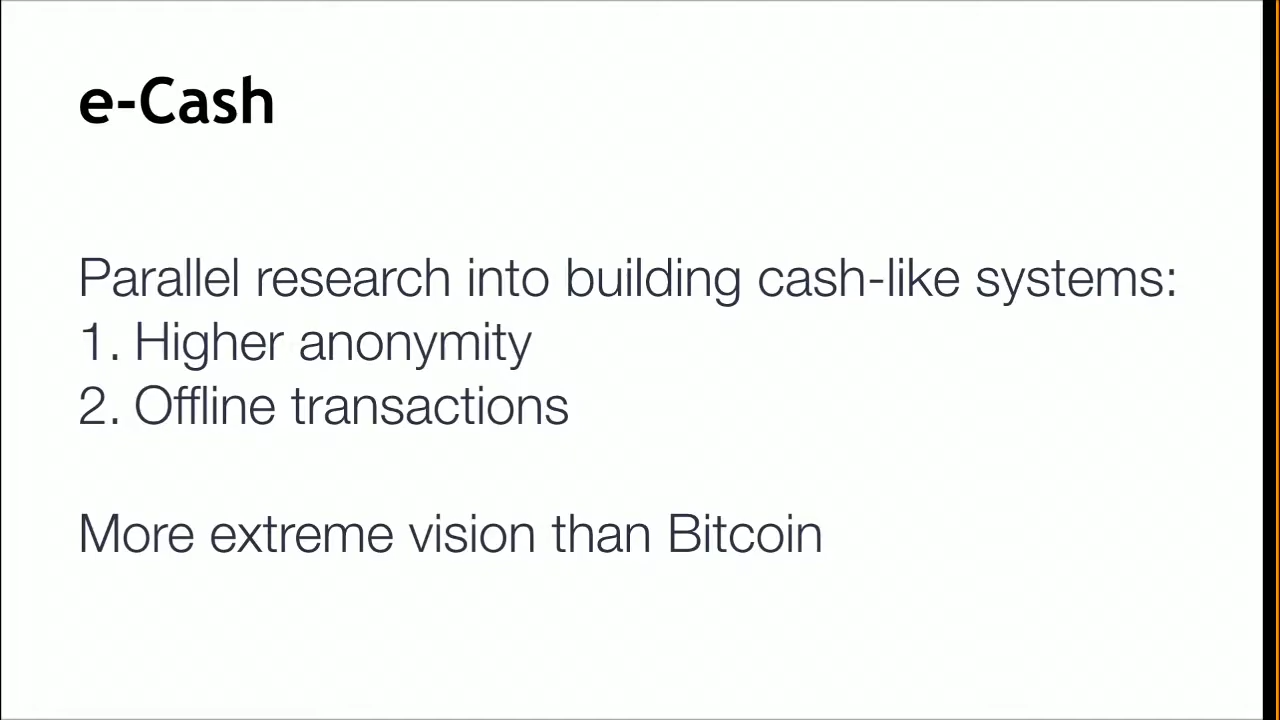 e-Cash
Parallel research into building cash-like systems:
1. Higher anonymity
2. Offline transactions
More extreme vision than Bitcoin